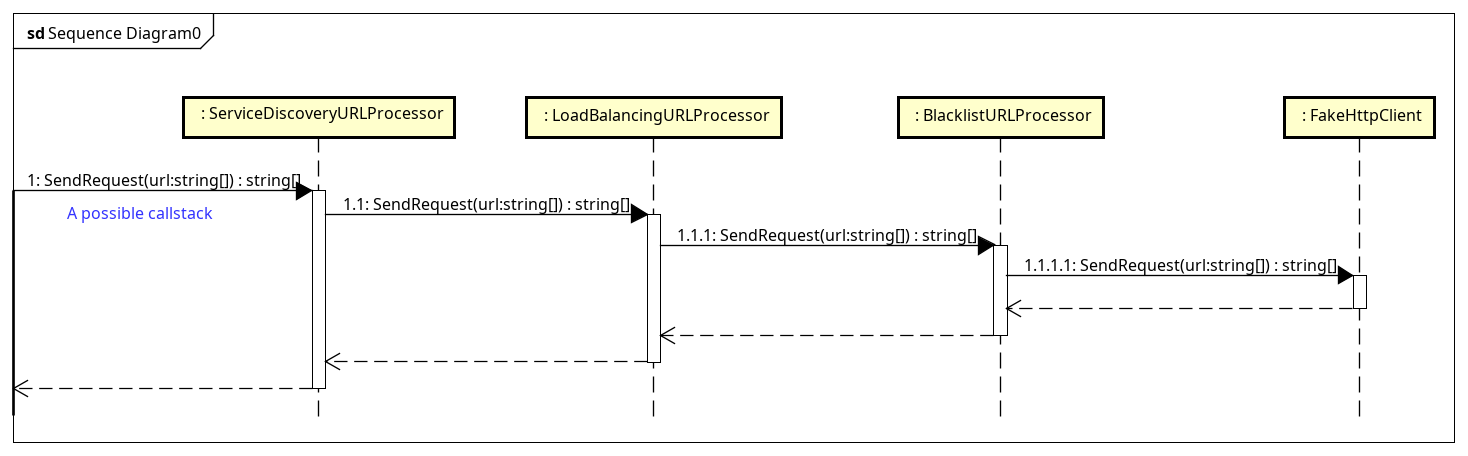 sd Sequence Diagram0
: ServiceDiscoveryURLProcessor
: LoadBalancingURLProcessor
: BlacklistURLProcessor
: FakeHttpClient
1: SendRequest(url:string[]) : string[]
A possible callstack
1.1: SendRequest(url:string[]) : string[]
1.1.1: SendRequest(url:string[]) : string[]
1.1.1.1: SendRequest(url:string[]) : string[]